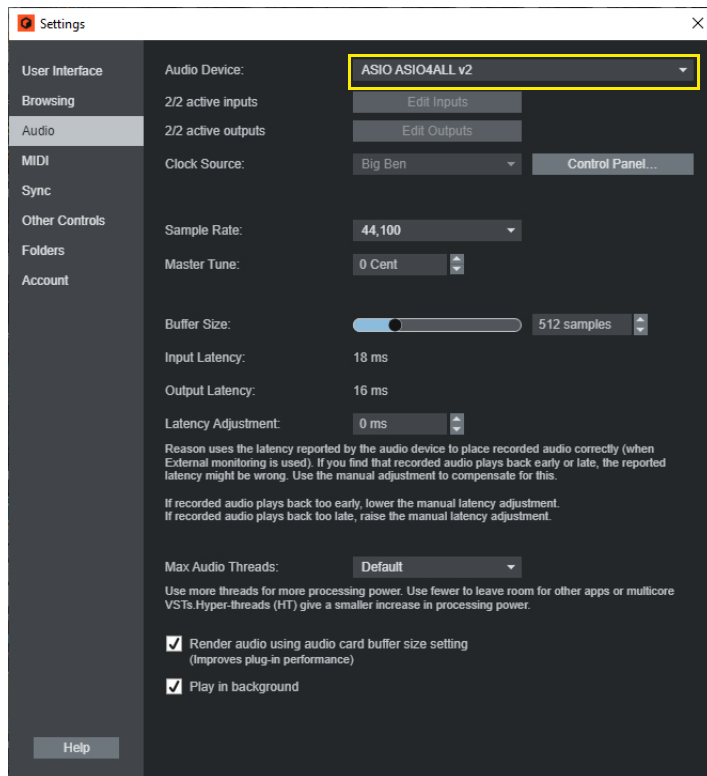 Settings
User Interface
Browsing
Audio
MIDI
Sync
Other Controls
Folders
Account
Help
Audio Device: ASIO ASIO4ALL v2
2/2 active inputs Edit Inputs
2/2 active outputs Edit Outputs
Clock Source: Big Ben Control Panel...
Sample Rate: 44,100
Master Tune: 0 Cent
Buffer Size: 512 samples
Input Latency: 18 ms
Output Latency: 16 ms
Latency Adjustment: 0 ms
Reason uses the latency reported by the audio device to place recorded audio correctly (when
External monitoring is used). If you find that recorded audio plays back early or late, the reported
latency might be wrong. Use the manual adjustment to compensate for this.
If recorded audio plays back too early, lower the manual latency adjustment.
If recorded audio plays back too late, raise the manual latency adjustment.
Max Audio Threads: Default
Use more threads for more processing power. Use fewer to leave room for other apps or multicore
VSTs.Hyper-threads (HT) give a smaller increase in processing power.
Render audio using audio card buffer size setting
(Improves plug-in performance)
Play in background